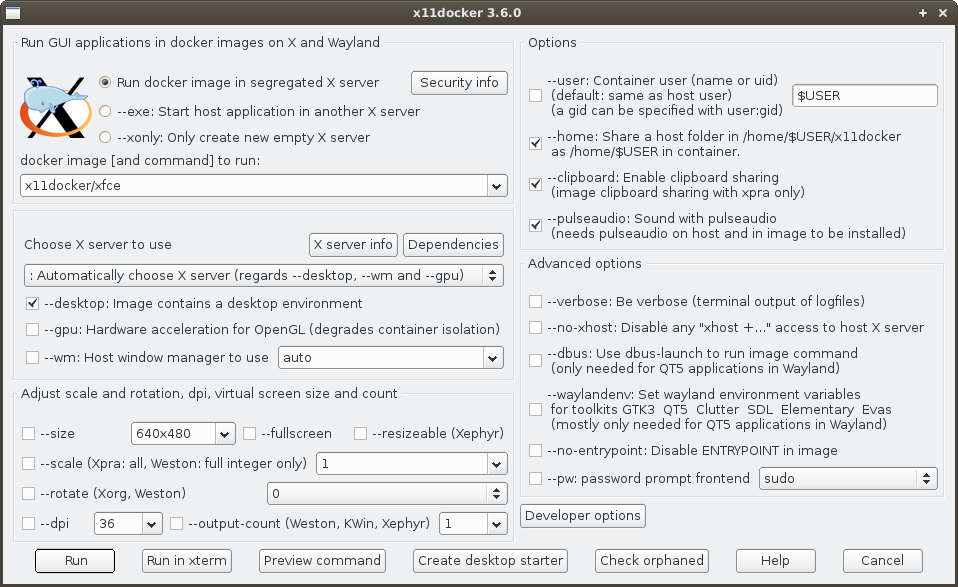 x11docker 3.6.0
Run GUI applications in docker images on X and Wayland
Run docker image in segregated X server
Security info
--exe: Start host application in another X server
--xonly: Only create new empty X server
docker image [and command] to run:
x11docker/xfce
Choose X server to use
X server info
Dependencies
: Automatically choose X server (regards --desktop, --wm and --gpu)
--desktop: Image contains a desktop environment
--gpu: Hardware acceleration for OpenGL (degrades container isolation)
--wm: Host window manager to use
auto
Adjust scale and rotation, dpi, virtual screen size and count
--size
640x480
--fullscreen
--resizeable (Xephyr)
--scale (Xpra: all, Weston: full integer only)
1
--rotate (Xorg, Weston)
0
--dpi
36
--output-count (Weston, KWin, Xephyr)
1
Options
--user: Container user (name or uid)
(default: same as host user)
(a gid can be specified with user:gid)
$USER
--home: Share a host folder in /home/$USER/x11docker
as /home/$USER in container.
--clipboard: Enable clipboard sharing
(image clipboard sharing with xpra only)
--pulseaudio: Sound with pulseaudio
(needs pulseaudio on host and in image to be installed)
Advanced options
--verbose: Be verbose (terminal output of logfiles)
--no-xhost: Disable any "xhost +..." access to host X server
--dbus: Use dbus-launch to run image command
(only needed for QT5 applications in Wayland)
--waylandenv: Set wayland environment variables
for toolkits GTK3 QT5 Clutter SDL Elementary Evas
(mostly only needed for QT5 applications in Wayland)
--no-entrypoint: Disable ENTRYPOINT in image
--pw: password prompt frontend
sudo
Developer options
Run
Run in xterm
Preview command
Create desktop starter
Check orphaned
Help
Cancel